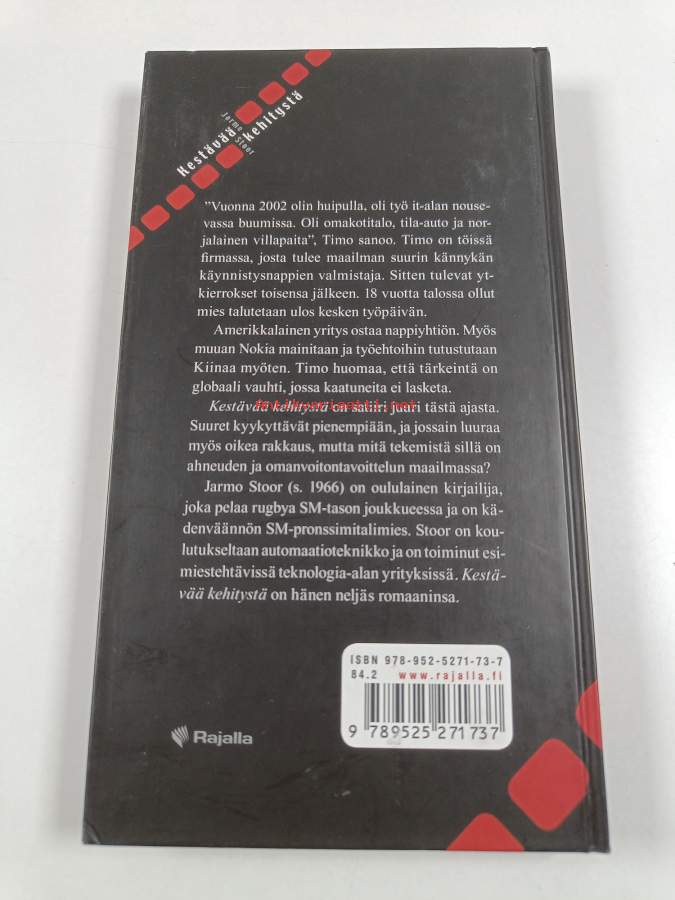 Kestävää
Jarmo Stoor
kehitystä
"Vuonna 2002 olin huipulla, oli työ it-alan nouse-
vassa buumissa. Oli omakotitalo, tila-auto ja nor-
jalainen villapaita", Timo sanoo. Timo on töissä
firmassa, josta tulee maailman suurin kännykän
käynnistysnappien valmistaja. Sitten tulevat yt-
kierrokset toisensa jälkeen. 18 vuotta talossa ollut
mies talutetaan ulos kesken työpäivän.
Amerikkalainen yritys ostaa nappiyhtiön. Myös
muuan Nokia mainitaan ja työehtoihin tutustutaan
Kiinaa myöten. Timo huomaa, että tärkeintä on
globaali vauhti, jossa kaatuneita ei lasketa.
antikvariaatti.net
Kestävää kehitystä on satiiri juuri tästä ajasta.
Suuret kyykyttävät pienempiään, ja jossain luuraa
myös oikea rakkaus, mutta mitä tekemistä sillä on
ahneuden ja omanvoitontavoittelun maailmassa?
Jarmo Stoor (s. 1966) on oululainen kirjailija,
joka pelaa rugbya SM-tason joukkueessa ja on kä-
denväännön SM-pronssimitalimies. Stoor on kou-
lutukseltaan automaatioteknikko ja on toiminut esi-
miestehtävissä teknologia-alan yrityksissä. Kestä-
vää kehitystä on hänen neljäs romaaninsa.
ISBN 978-952-5271-73-7
84.2 www.rajalla.fi
9 789525 271737
Rajalla